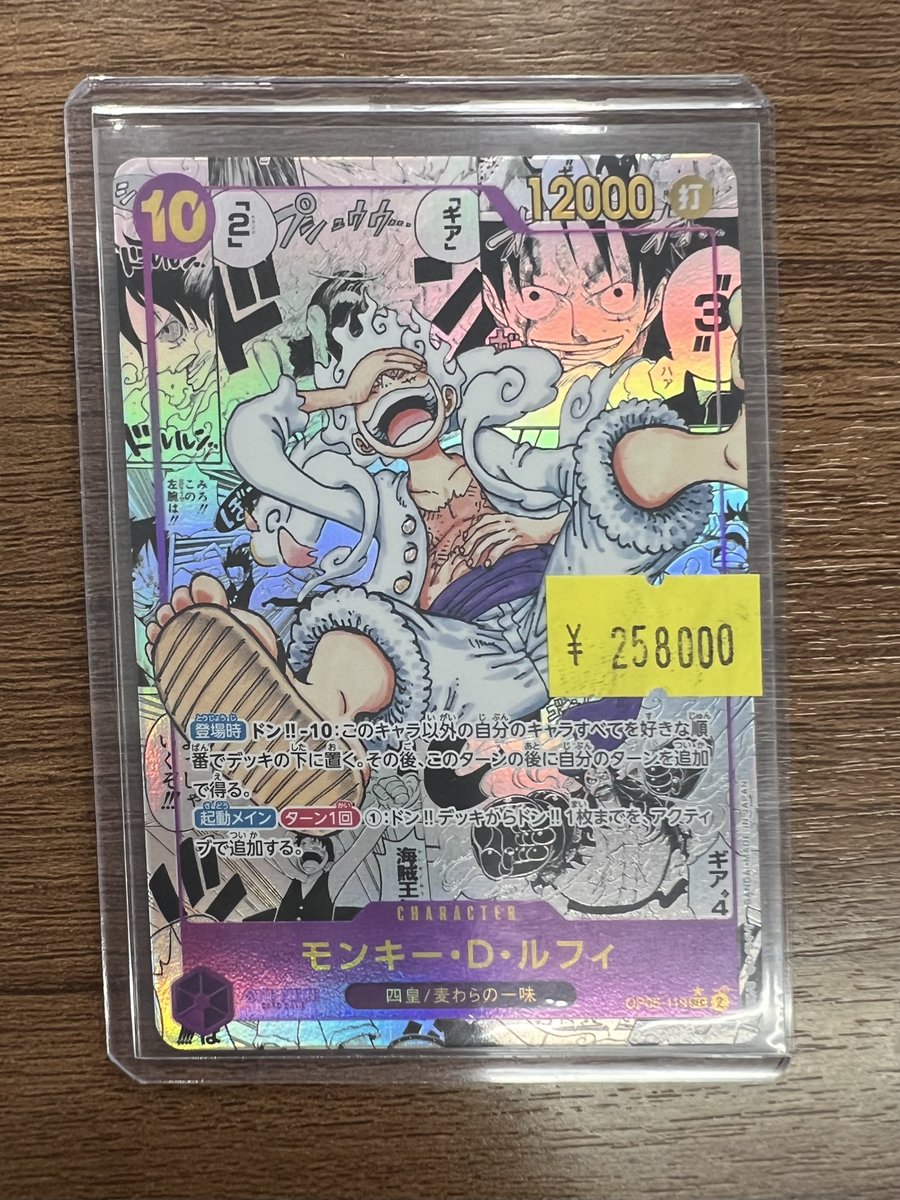 10
「2」
プシュウウ…
「ギア」
12000
打
"3"
ハァ
ドルルン
みろ!!
この
左腕は!!
¥ 258000
登場時 ドン!!-10:このキャラ以外の自分のキャラすべてを好きな順
番でデッキの下に置く。その後、このターンの後に自分のターンを追加
で得る。
起動メイン ターン1回 ①:ドン!!デッキからドン!!1枚までを、アクティ
ブで追加する。
いくぞ!!!
海賊王
ギア4
CHARACTER
モンキー・D・ルフィ
四皇/麦わらの一味
OP05-119 SEC 2
は